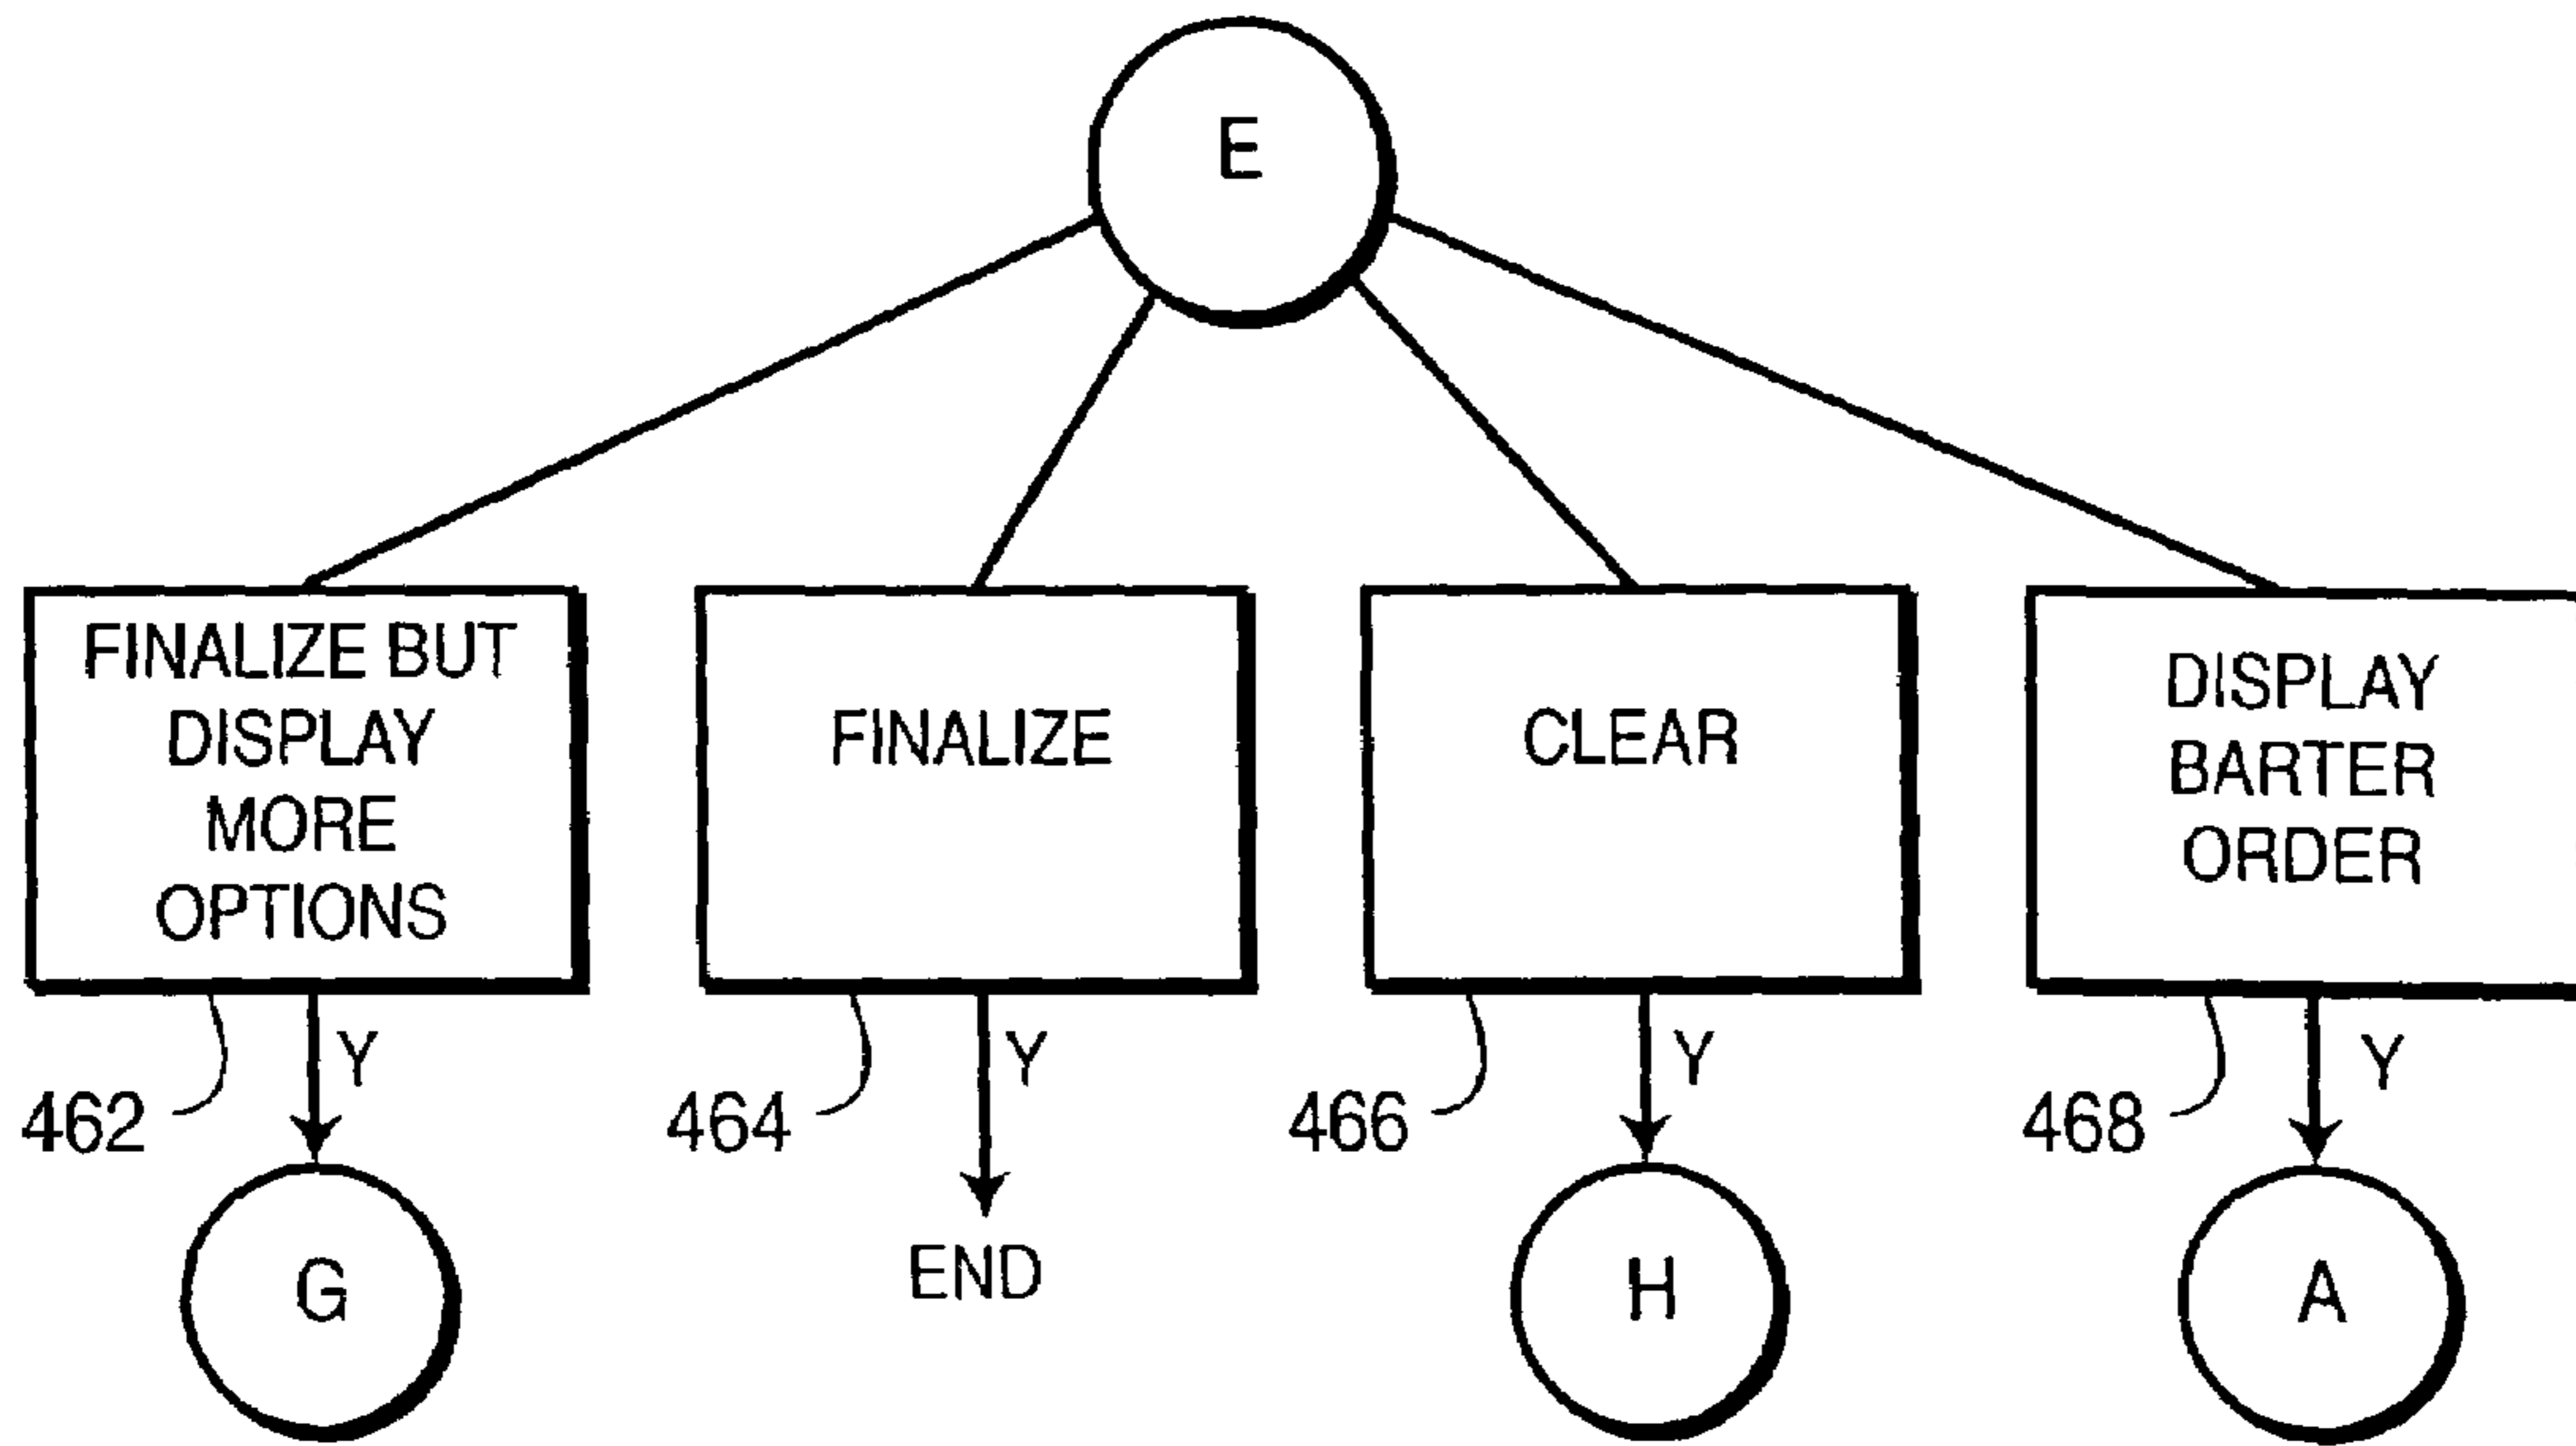 E
FINALIZE BUT
DISPLAY
MORE
OPTIONS
FINALIZE
CLEAR
DISPLAY
BARTER
ORDER
Y
Y
Y
Y
462
464
466
468
G
END
H
A